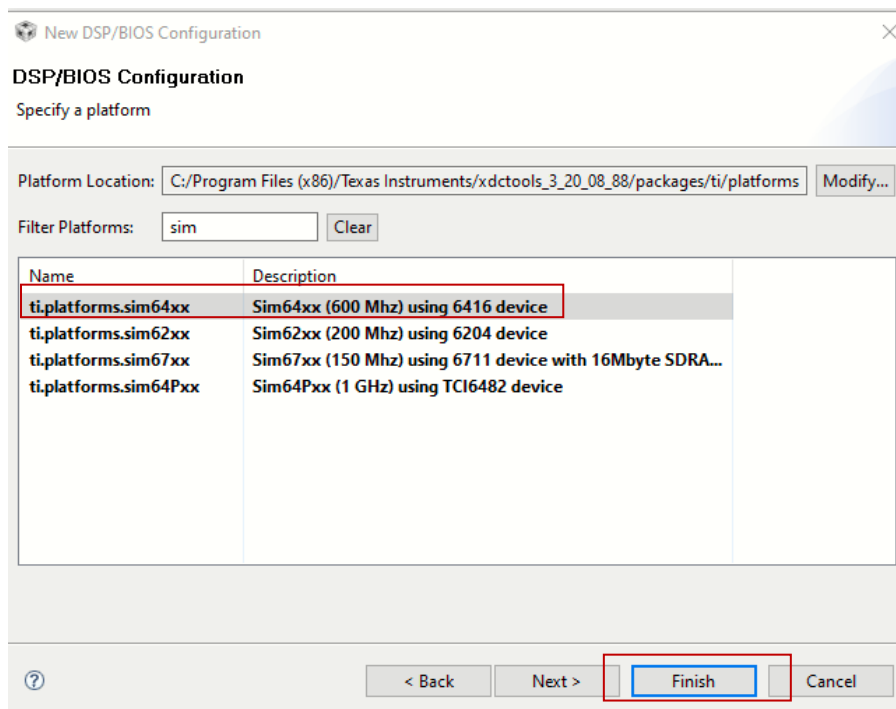 New DSP/BIOS Configuration
DSP/BIOS Configuration
Specify a platform
Platform Location: C:/Program Files (x86)/Texas Instruments/xdctools_3_20_08_88/packages/ti/platforms Modify...
Filter Platforms: sim Clear
Name Description
ti.platforms.sim64xx Sim64xx (600 Mhz) using 6416 device
ti.platforms.sim62xx Sim62xx (200 Mhz) using 6204 device
ti.platforms.sim67xx Sim67xx (150 Mhz) using 6711 device with 16Mbyte SDRA...
ti.platforms.sim64Pxx Sim64Pxx (1 GHz) using TCI6482 device
? < Back Next > Finish Cancel